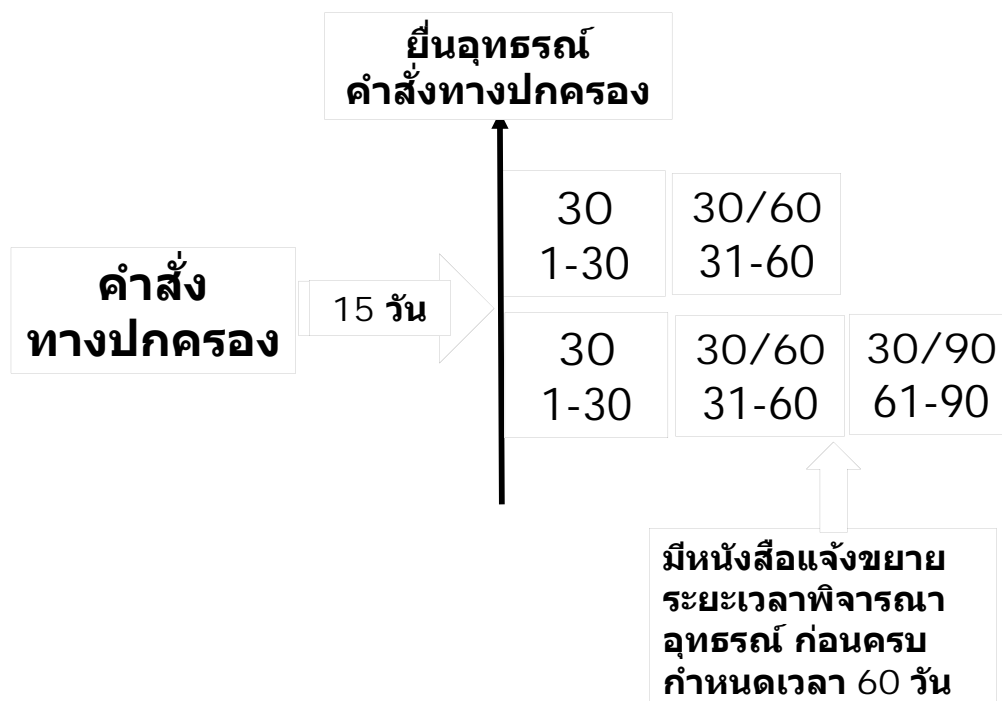 ยื่นอุทธรณ์
คำสั่งทางปกครอง
30
1-30
30/60
31-60
คำสั่ง
ทางปกครอง
15 วัน
30
1-30
30/60
31-60
30/90
61-90
มีหนังสือแจ้งขยาย
ระยะเวลาพิจารณา
อุทธรณ์ ก่อนครบ
กำหนดเวลา 60 วัน